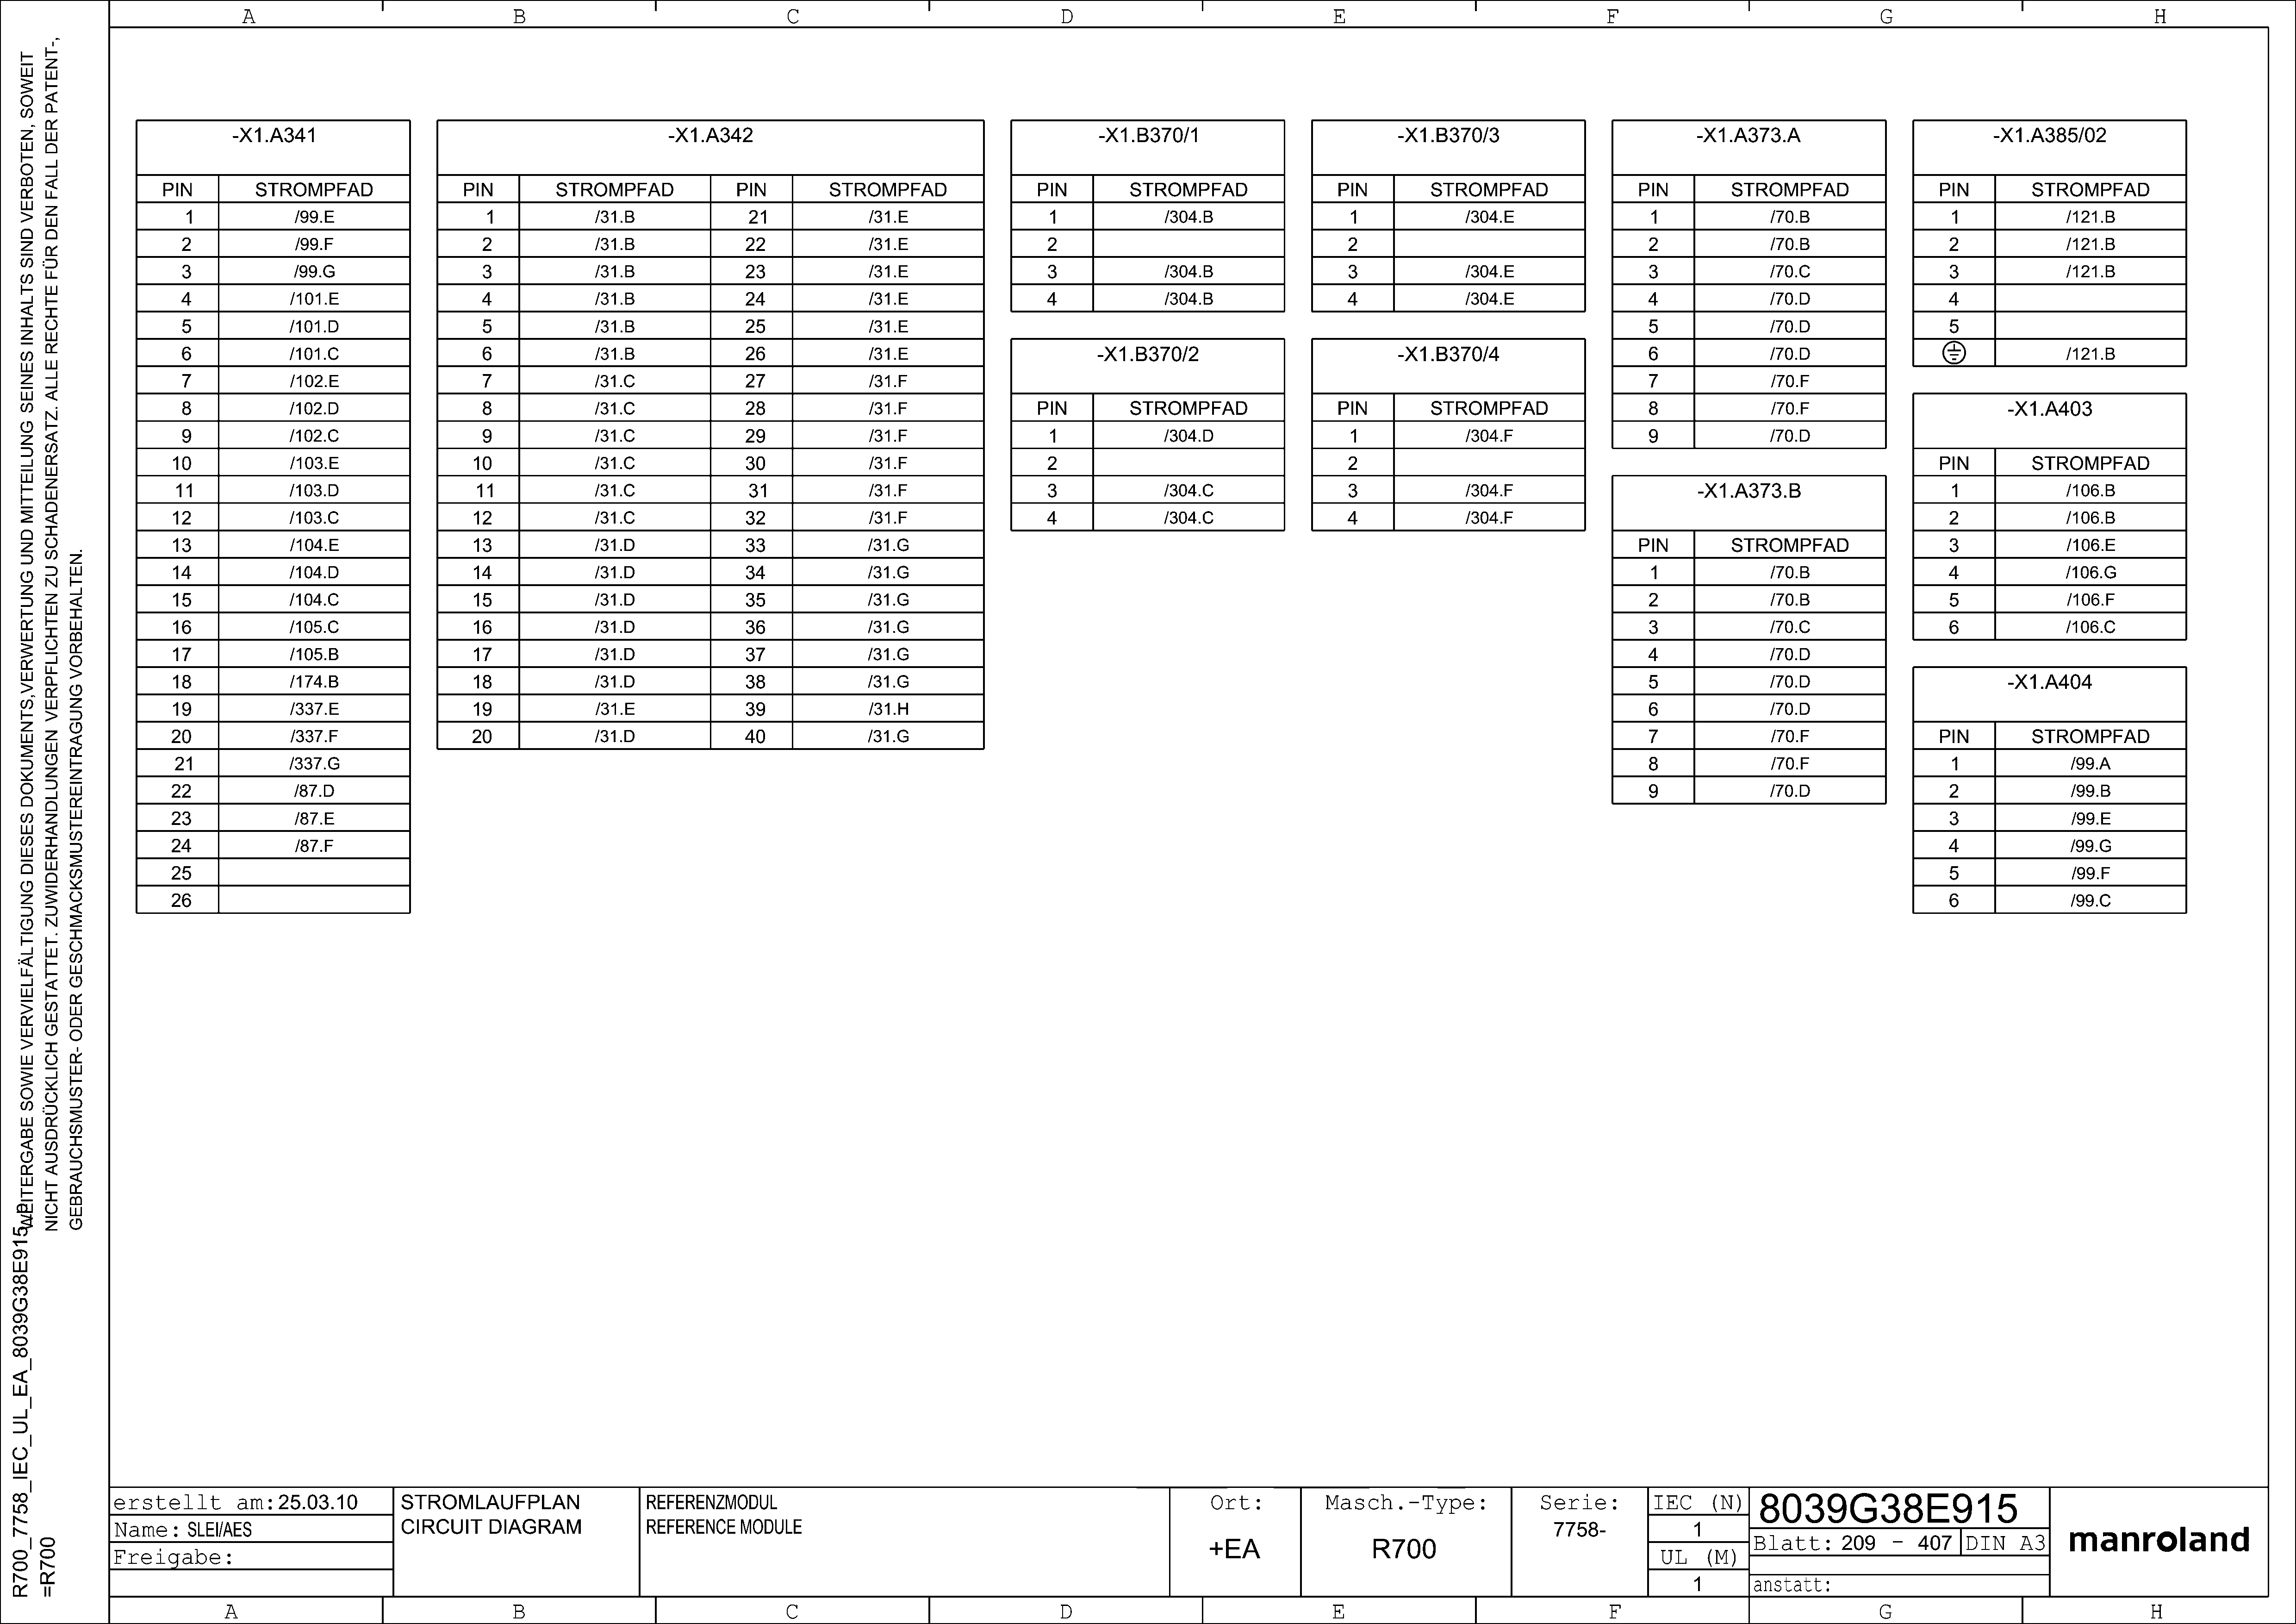 A B C D E F G H
WEITERGABE SOWIE VERVIELFÄLTIGUNG DIESES DOKUMENTS,VERWERTUNG UND MITTEILUNG SEINES INHALTS SIND VERBOTEN, SOWEIT
NICHT AUSDRÜCKLICH GESTATTET. ZUWIDERHANDLUNGEN VERPFLICHTEN ZU SCHADENERSATZ. ALLE RECHTE FÜR DEN FALL DER PATENT-,
GEBRAUCHSMUSTER- ODER GESCHMACKSMUSTEREINTRAGUNG VORBEHALTEN.
-X1.A341
PIN STROMPFAD
1 /99.E
2 /99.F
3 /99.G
4 /101.E
5 /101.D
6 /101.C
7 /102.E
8 /102.D
9 /102.C
10 /103.E
11 /103.D
12 /103.C
13 /104.E
14 /104.D
15 /104.C
16 /105.C
17 /105.B
18 /174.B
19 /337.E
20 /337.F
21 /337.G
22 /87.D
23 /87.E
24 /87.F
25
26
-X1.A342
PIN STROMPFAD PIN STROMPFAD
1 /31.B 21 /31.E
2 /31.B 22 /31.E
3 /31.B 23 /31.E
4 /31.B 24 /31.E
5 /31.B 25 /31.E
6 /31.B 26 /31.E
7 /31.C 27 /31.F
8 /31.C 28 /31.F
9 /31.C 29 /31.F
10 /31.C 30 /31.F
11 /31.C 31 /31.F
12 /31.C 32 /31.F
13 /31.D 33 /31.G
14 /31.D 34 /31.G
15 /31.D 35 /31.G
16 /31.D 36 /31.G
17 /31.D 37 /31.G
18 /31.D 38 /31.G
19 /31.E 39 /31.H
20 /31.D 40 /31.G
-X1.B370/1
PIN STROMPFAD
1 /304.B
2
3 /304.B
4 /304.B
-X1.B370/2
PIN STROMPFAD
1 /304.D
2
3 /304.C
4 /304.C
-X1.B370/3
PIN STROMPFAD
1 /304.E
2
3 /304.E
4 /304.E
-X1.B370/4
PIN STROMPFAD
1 /304.F
2
3 /304.F
4 /304.F
-X1.A373.A
PIN STROMPFAD
1 /70.B
2 /70.B
3 /70.C
4 /70.D
5 /70.D
6 /70.D
7 /70.F
8 /70.F
9 /70.D
-X1.A373.B
PIN STROMPFAD
1 /70.B
2 /70.B
3 /70.C
4 /70.D
5 /70.D
6 /70.D
7 /70.F
8 /70.F
9 /70.D
-X1.A385/02
PIN STROMPFAD
1 /121.B
2 /121.B
3 /121.B
4
5
/121.B
-X1.A403
PIN STROMPFAD
1 /106.B
2 /106.B
3 /106.E
4 /106.G
5 /106.F
6 /106.C
-X1.A404
PIN STROMPFAD
1 /99.A
2 /99.B
3 /99.E
4 /99.G
5 /99.F
6 /99.C
R700_7758_IEC_UL_EA_8039G38E915_
=R700
erstellt am: 25.03.10
Name: SLEI/AES
Freigabe:
STROMLAUFPLAN
CIRCUIT DIAGRAM
REFERENZMODUL
REFERENCE MODULE
Ort:
+EA
Masch.-Type:
R700
Serie:
7758-
IEC (N)
1
UL (M)
1
8039G38E915
Blatt: 209 - 407 DIN A3
anstatt:
manroland
A B C D E F G H